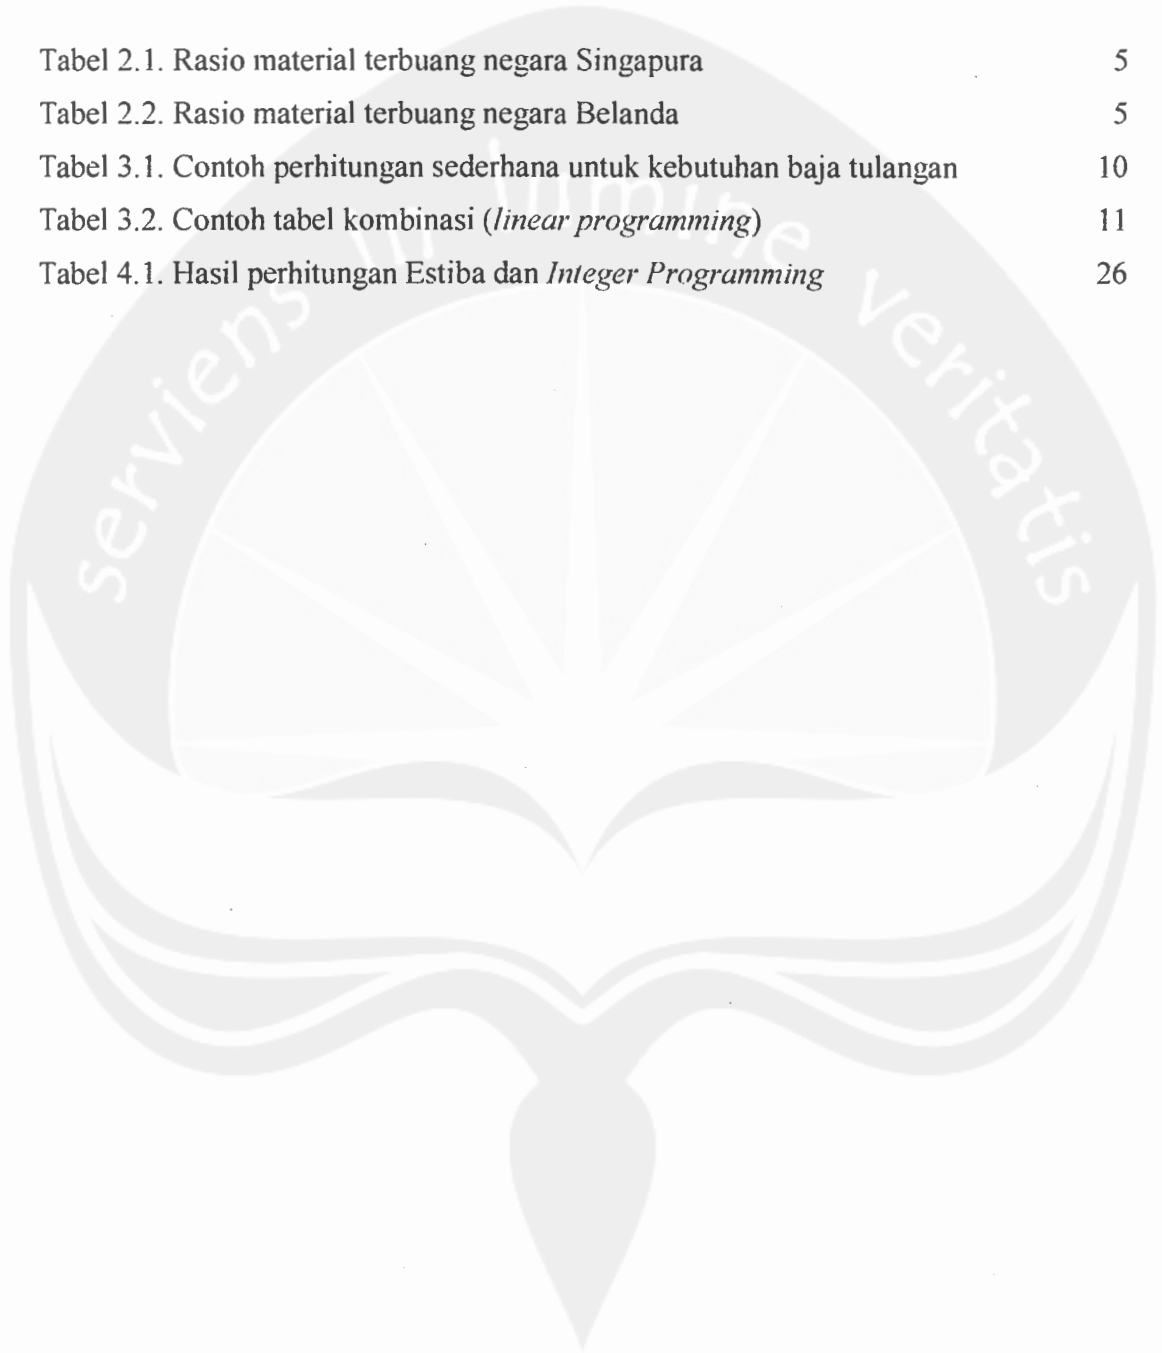 Tabel 2.1. Rasio material terbuang negara Singapura 5
Tabel 2.2. Rasio material terbuang negara Belanda 5
Tabel 3.1. Contoh perhitungan sederhana untuk kebutuhan baja tulangan 10
Tabel 3.2. Contoh tabel kombinasi (linear programming) 11
Tabel 4.1. Hasil perhitungan Estiba dan Integer Programming 26
serviens in lumine veritatis